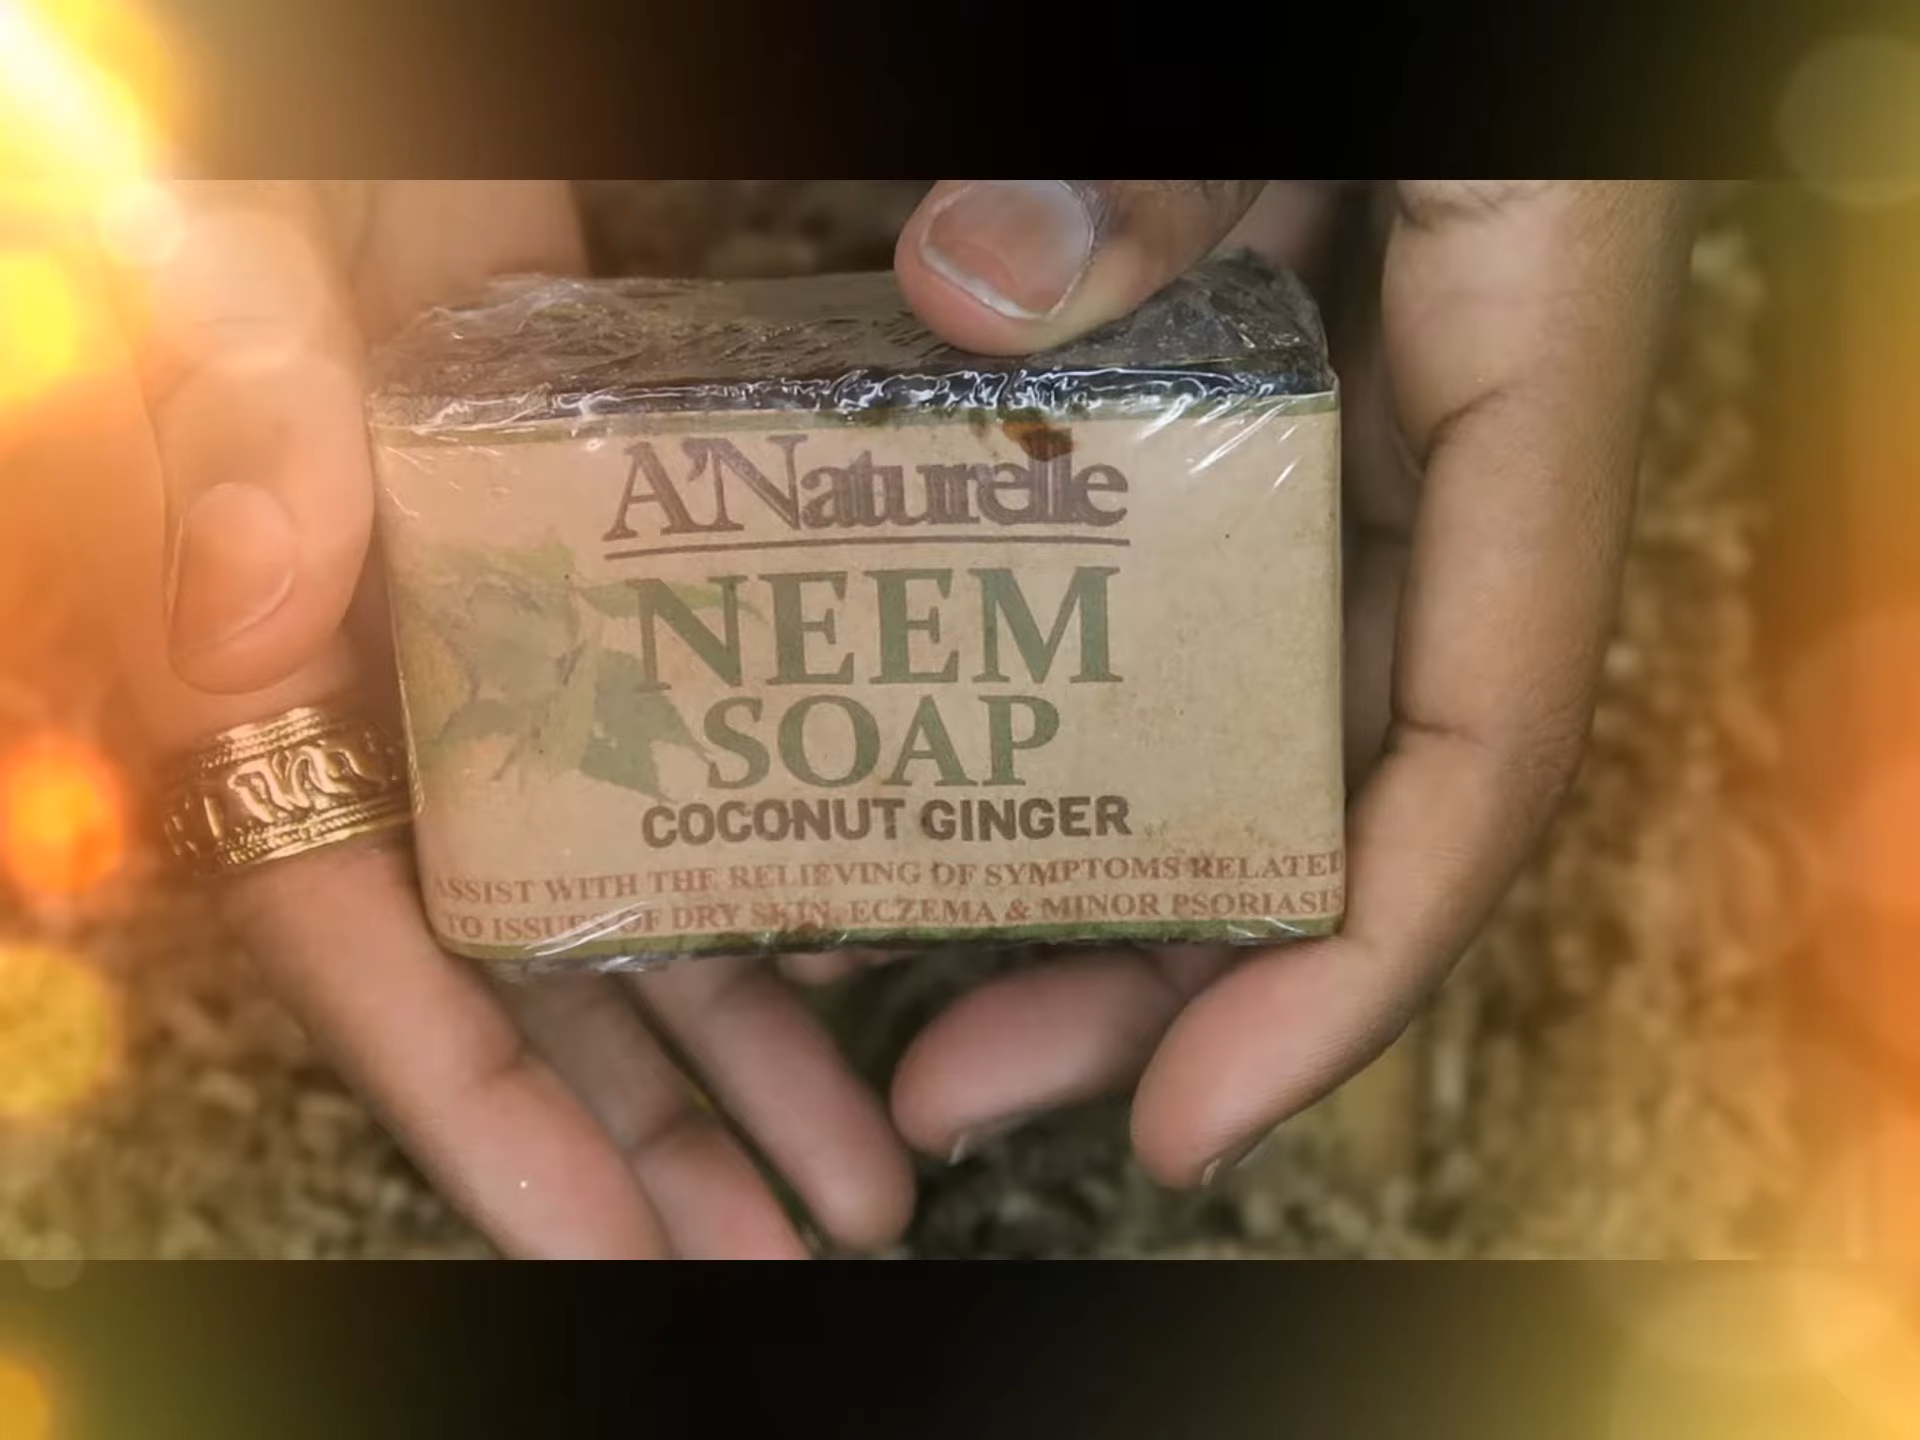 A'Naturelle
NEEM
SOAP
COCONUT GINGER
ASSIST WITH THE RELIEVING OF SYMPTOMS RELATED
TO ISSUES OF DRY SKIN, ECZEMA & MINOR PSORIASIS